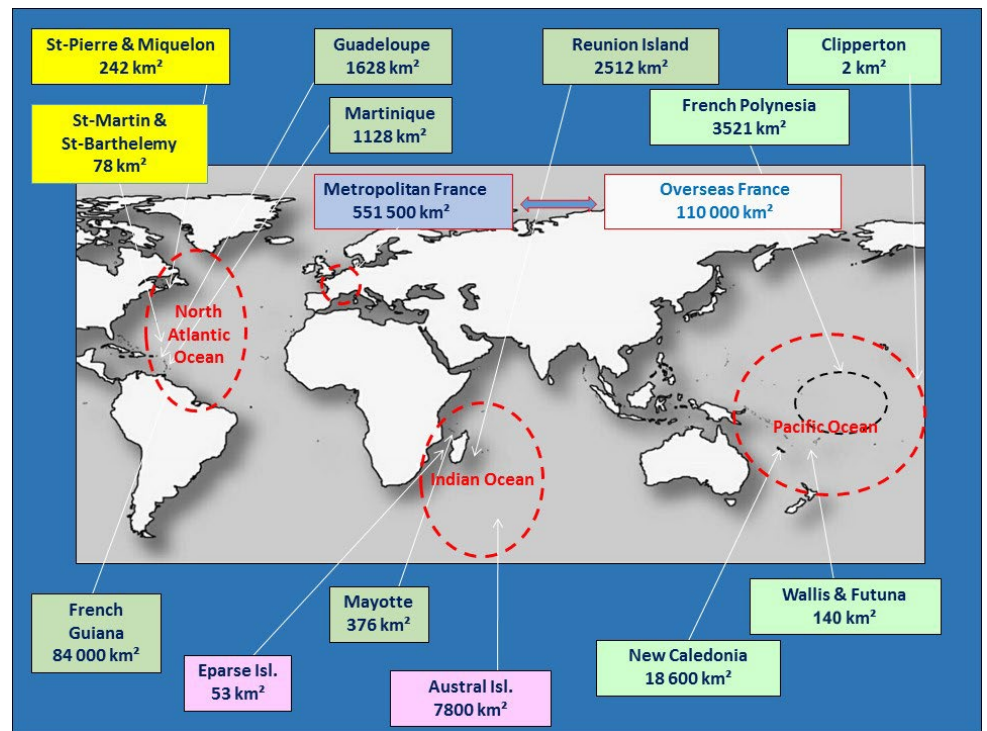 St-Pierre & Miquelon
242 km²
Guadeloupe
1628 km²
Reunion Island
2512 km²
Clipperton
2 km²
St-Martin &
St-Barthelemy
78 km²
Martinique
1128 km²
French Polynesia
3521 km²
Metropolitan France
551 500 km²
Overseas France
110 000 km²
North
Atlantic
Ocean
Pacific Ocean
Indian Ocean
French
Guiana
84 000 km²
Mayotte
376 km²
Wallis & Futuna
140 km²
Eparse Isl.
53 km²
Austral Isl.
7800 km²
New Caledonia
18 600 km²